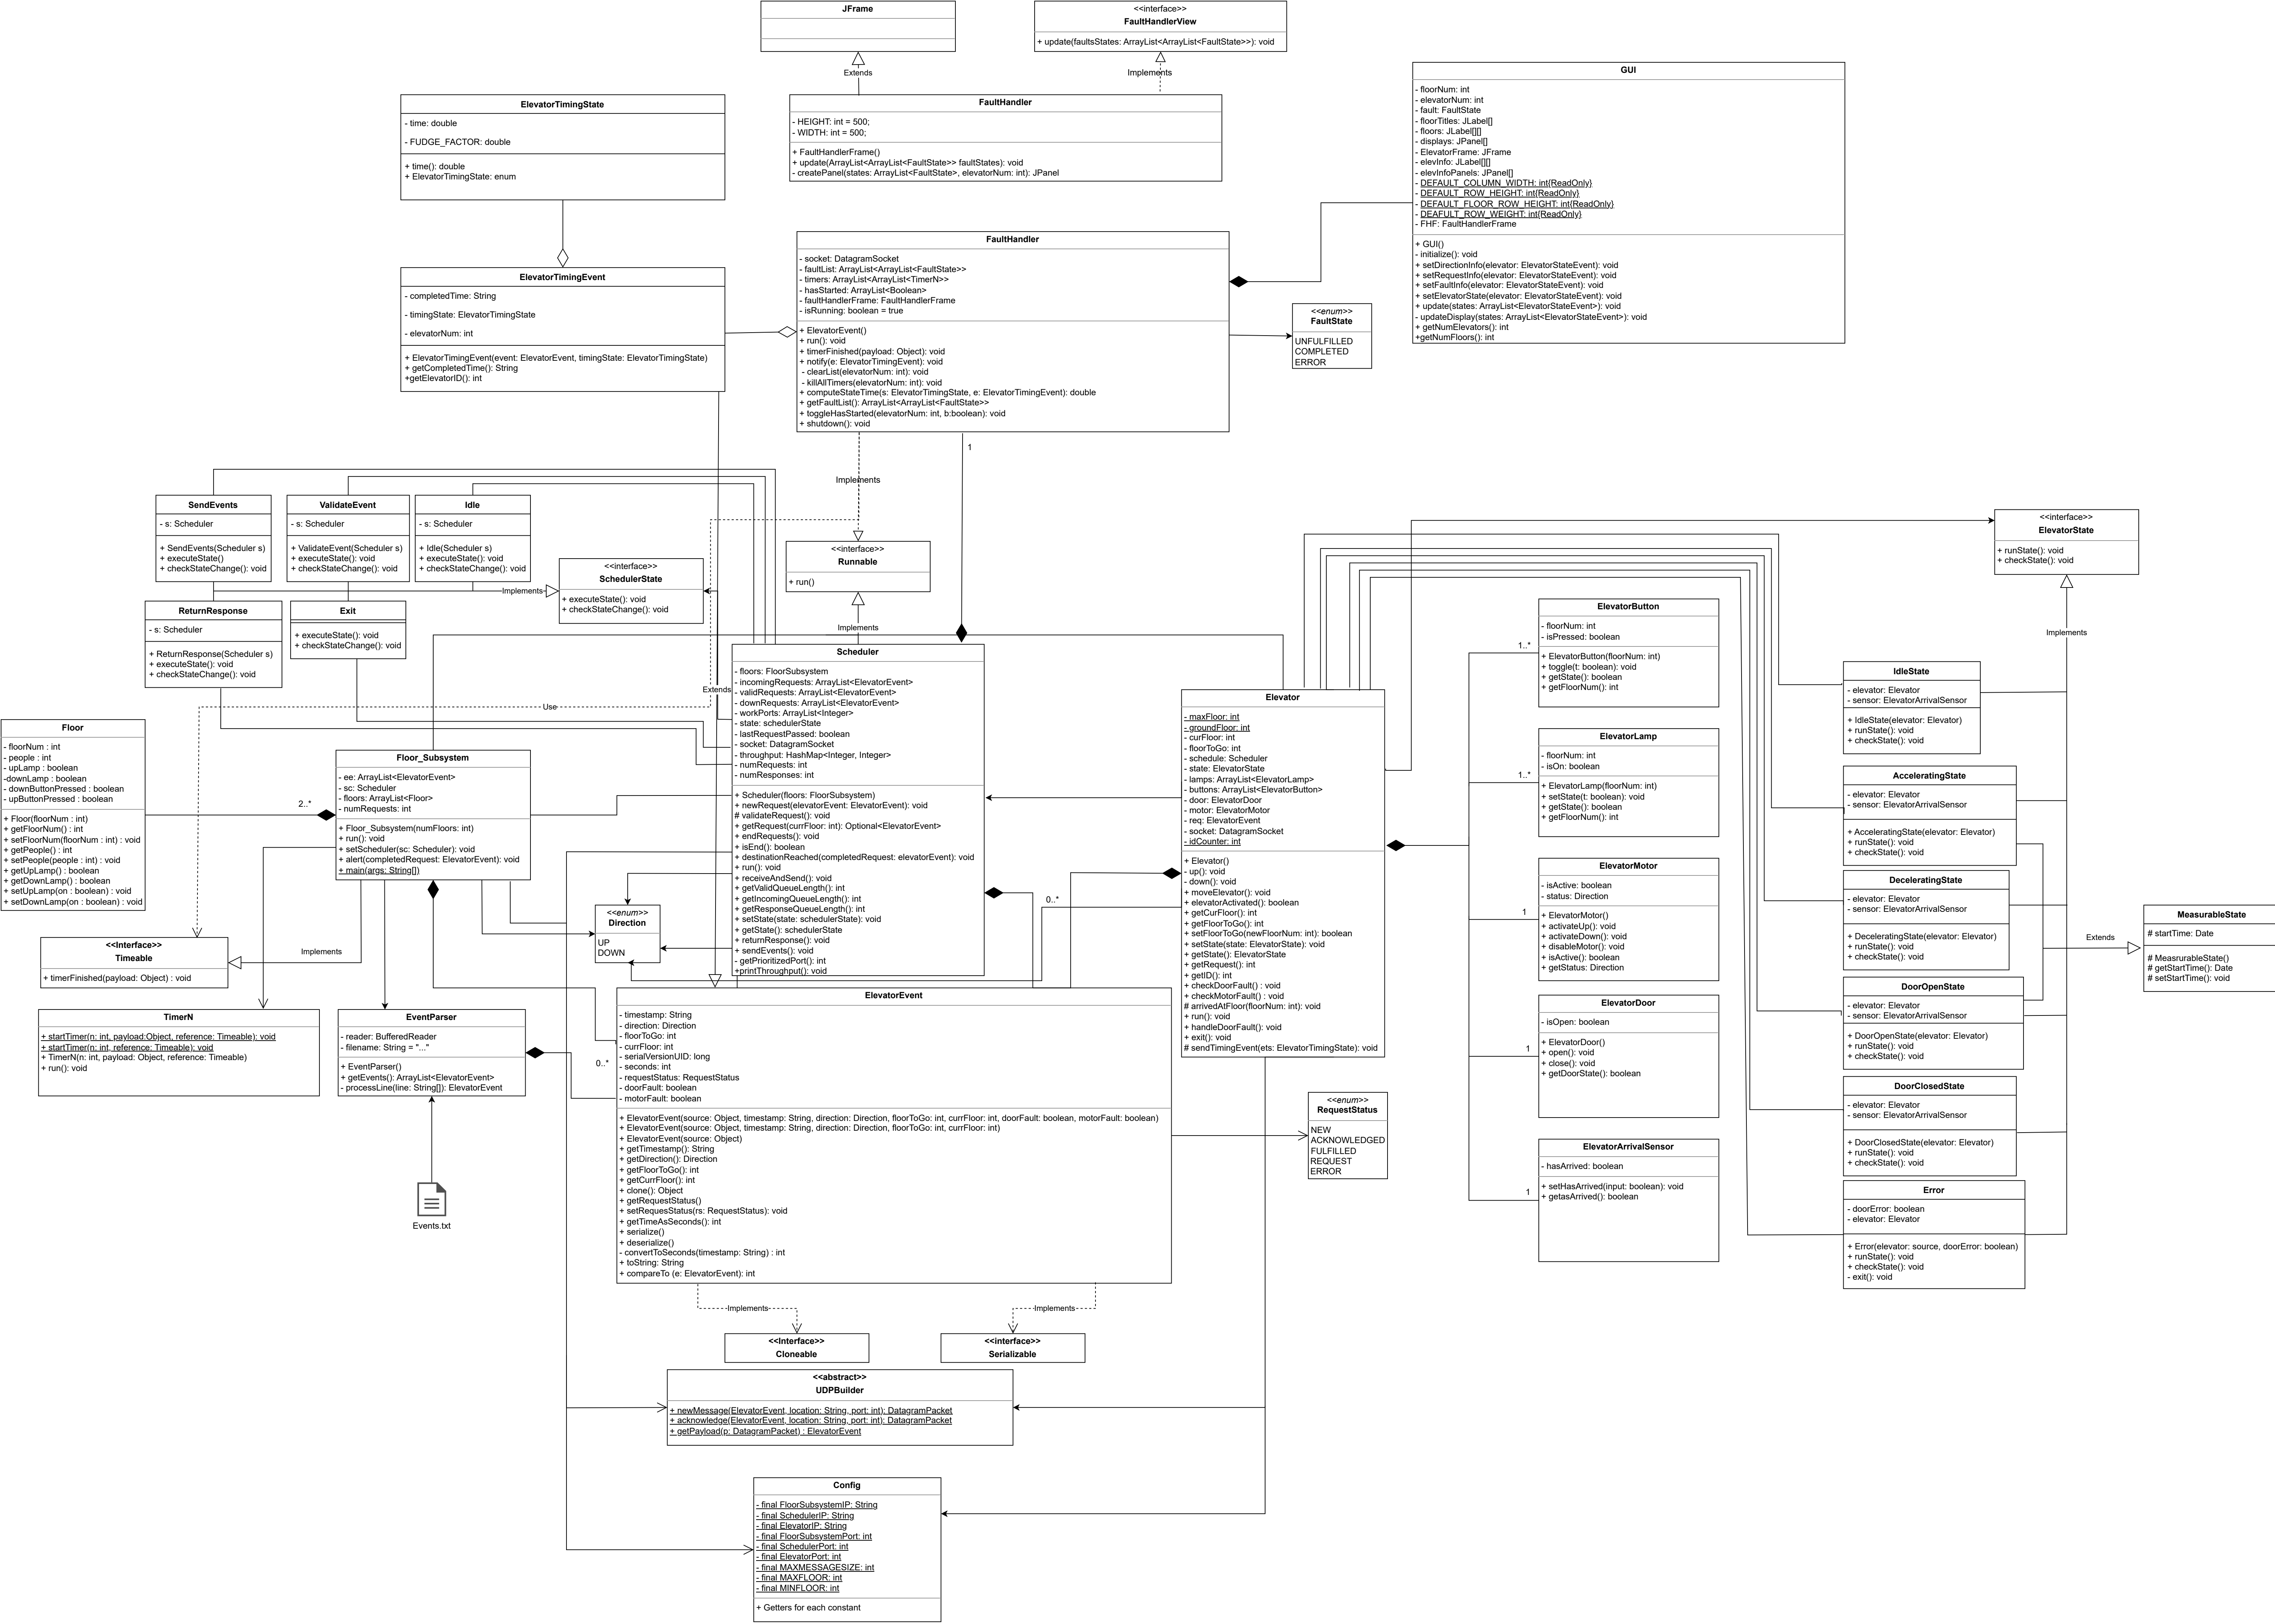 JFrame
<<interface>>
FaultHandlerView
+ update(faultsStates: ArrayList<ArrayList<FaultState>>): void
Extends
Implements
GUI
- floorNum: int
- elevatorNum: int
- fault: FaultState
- floorTitles: JLabel[]
- floors: JLabel[][]
- displays: JPanel[]
- ElevatorFrame: JFrame
- elevInfo: JLabel[][]
- elevInfoPanels: JPanel[]
- DEFAULT_COLUMN_WIDTH: int{ReadOnly}
- DEFAULT_ROW_HEIGHT: int{ReadOnly}
- DEFAULT_FLOOR_ROW_HEIGHT: int{ReadOnly}
- DEAFULT_ROW_WEIGHT: int{ReadOnly}
- FHF: FaultHandlerFrame
+ GUI()
- initialize(): void
+ setDirectionInfo(elevator: ElevatorStateEvent): void
+ setRequestInfo(elevator: ElevatorStateEvent): void
+ setFaultInfo(elevator: ElevatorStateEvent): void
+ setElevatorState(elevator: ElevatorStateEvent): void
+ update(states: ArrayList<ElevatorStateEvent>): void
- updateDisplay(states: ArrayList<ElevatorStateEvent>): void
+ getNumElevators(): int
+getNumFloors(): int
ElevatorTimingState
- time: double
- FUDGE_FACTOR: double
+ time(): double
+ ElevatorTimingState: enum
FaultHandler
- HEIGHT: int = 500;
- WIDTH: int = 500;
+ FaultHandlerFrame()
+ update(ArrayList<ArrayList<FaultState>> faultStates): void
- createPanel(states: ArrayList<FaultState>, elevatorNum: int): JPanel
ElevatorTimingEvent
- completedTime: String
- timingState: ElevatorTimingState
- elevatorNum: int
+ ElevatorTimingEvent(event: ElevatorEvent, timingState: ElevatorTimingState)
+ getCompletedTime(): String
+getElevatorID(): int
FaultHandler
- socket: DatagramSocket
- faultList: ArrayList<ArrayList<FaultState>>
- timers: ArrayList<ArrayList<TimerN>>
- hasStarted: ArrayList<Boolean>
- faultHandlerFrame: FaultHandlerFrame
- isRunning: boolean = true
+ ElevatorEvent()
+ run(): void
+ timerFinished(payload: Object): void
+ notify(e: ElevatorTimingEvent): void
- clearList(elevatorNum: int): void
- killAllTimers(elevatorNum: int): void
+ computeStateTime(s: ElevatorTimingState, e: ElevatorTimingEvent): double
+ getFaultList(): ArrayList<ArrayList<FaultState>>
+ toggleHasStarted(elevatorNum: int, b:boolean): void
+ shutdown(): void
<<enum>>
FaultState
UNFULFILLED
COMPLETED
ERROR
1
Implements
SendEvents
- s: Scheduler
+ SendEvents(Scheduler s)
+ executeState()
+ checkStateChange(): void
ValidateEvent
- s: Scheduler
+ ValidateEvent(Scheduler s)
+ executeState(): void
+ checkStateChange(): void
Idle
- s: Scheduler
+ Idle(Scheduler s)
+ executeState(): void
+ checkStateChange(): void
Implements
<<interface>>
SchedulerState
+ executeState(): void
+ checkStateChange(): void
<<interface>>
Runnable
+ run()
Implements
ReturnResponse
- s: Scheduler
+ ReturnResponse(Scheduler s)
+ executeState(): void
+ checkStateChange(): void
Exit
+ executeState(): void
+ checkStateChange(): void
Extends
Use
<<interface>>
ElevatorState
+ runState(): void
+ checkState(): void
Implements
Floor
- floorNum : int
- people : int
- upLamp : boolean
-downLamp : boolean
- downButtonPressed : boolean
- upButtonPressed : boolean
+ Floor(floorNum : int)
+ getFloorNum() : int
+ setFloorNum(floorNum : int) : void
+ getPeople() : int
+ setPeople(people : int) : void
+ getUpLamp() : boolean
+ getDownLamp() : boolean
+ setUpLamp(on : boolean) : void
+ setDownLamp(on : boolean) : void
2..*
Floor_Subsystem
- ee: ArrayList<ElevatorEvent>
- sc: Scheduler
- floors: ArrayList<Floor>
- numRequests: int
+ Floor_Subsystem(numFloors: int)
+ run(): void
+ setScheduler(sc: Scheduler): void
+ alert(completedRequest: ElevatorEvent): void
+ main(args: String[])
Scheduler
- floors: FloorSubsystem
- incomingRequests: ArrayList<ElevatorEvent>
- validRequests: ArrayList<ElevatorEvent>
- downRequests: ArrayList<ElevatorEvent>
- workPorts: ArrayList<Integer>
- state: schedulerState
- lastRequestPassed: boolean
- socket: DatagramSocket
- throughput: HashMap<Integer, Integer>
- numRequests: int
- numResponses: int
+ Scheduler(floors: FloorSubsystem)
+ newRequest(elevatorEvent: ElevatorEvent): void
# validateRequest(): void
+ getRequest(currFloor: int): Optional<ElevatorEvent>
+ endRequests(): void
+ isEnd(): boolean
+ destinationReached(completedRequest: elevatorEvent): void
+ run(): void
+ receiveAndSend(): void
+ getValidQueueLength(): int
+ getIncomingQueueLength(): int
+ getResponseQueueLength(): int
+ setState(state: schedulerState): void
+ getState(): schedulerState
+ returnResponse(): void
+ sendEvents(): void
- getPrioritizedPort(): int
+printThroughput(): void
Elevator
- maxFloor: int
- groundFloor: int
- curFloor: int
- floorToGo: int
- schedule: Scheduler
- state: ElevatorState
- lamps: ArrayList<ElevatorLamp>
- buttons: ArrayList<ElevatorButton>
- door: ElevatorDoor
- motor: ElevatorMotor
- req: ElevatorEvent
- socket: DatagramSocket
- idCounter: int
+ Elevator()
- up(): void
- down(): void
+ moveElevator(): void
+ elevatorActivated(): boolean
+ getCurFloor(): int
+ getFloorToGo(): int
+ setFloorToGo(newFloorNum: int): boolean
+ setState(state: ElevatorState): void
+ getState(): ElevatorState
+ getRequest(): int
+ getID(): int
+ checkDoorFault() : void
+ checkMotorFault() : void
# arrivedAtFloor(floorNum: int): void
+ run(): void
+ handleDoorFault(): void
+ exit(): void
# sendTimingEvent(ets: ElevatorTimingState): void
0..*
1..*
1..*
1
1
1
ElevatorButton
- floorNum: int
- isPressed: boolean
+ ElevatorButton(floorNum: int)
+ toggle(t: boolean): void
+ getState(): boolean
+ getFloorNum(): int
ElevatorLamp
- floorNum: int
- isOn: boolean
+ ElevatorLamp(floorNum: int)
+ setState(t: boolean): void
+ getState(): boolean
+ getFloorNum(): int
ElevatorMotor
- isActive: boolean
- status: Direction
+ ElevatorMotor()
+ activateUp(): void
+ activateDown(): void
+ disableMotor(): void
+ isActive(): boolean
+ getStatus: Direction
ElevatorDoor
- isOpen: boolean
+ ElevatorDoor()
+ open(): void
+ close(): void
+ getDoorState(): boolean
ElevatorArrivalSensor
- hasArrived: boolean
+ setHasArrived(input: boolean): void
+ getasArrived(): boolean
IdleState
- elevator: Elevator
- sensor: ElevatorArrivalSensor
+ IdleState(elevator: Elevator)
+ runState(): void
+ checkState(): void
AcceleratingState
- elevator: Elevator
- sensor: ElevatorArrivalSensor
+ AcceleratingState(elevator: Elevator)
+ runState(): void
+ checkState(): void
DeceleratingState
- elevator: Elevator
- sensor: ElevatorArrivalSensor
+ DeceleratingState(elevator: Elevator)
+ runState(): void
+ checkState(): void
DoorOpenState
- elevator: Elevator
- sensor: ElevatorArrivalSensor
+ DoorOpenState(elevator: Elevator)
+ runState(): void
+ checkState(): void
DoorClosedState
- elevator: Elevator
- sensor: ElevatorArrivalSensor
+ DoorClosedState(elevator: Elevator)
+ runState(): void
+ checkState(): void
Error
- doorError: boolean
- elevator: Elevator
+ Error(elevator: source, doorError: boolean)
+ runState(): void
+ checkState(): void
- exit(): void
Extends
MeasurableState
# startTime: Date
# MeasrurableState()
# getStartTime(): Date
# setStartTime(): void
<<enum>>
Direction
UP
DOWN
<<Interface>>
Timeable
+ timerFinished(payload: Object) : void
Implements
TimerN
+ startTimer(n: int, payload:Object, reference: Timeable): void
+ startTimer(n: int, reference: Timeable): void
+ TimerN(n: int, payload: Object, reference: Timeable)
+ run(): void
EventParser
- reader: BufferedReader
- filename: String = "..."
+ EventParser()
+ getEvents(): ArrayList<ElevatorEvent>
- processLine(line: String[]): ElevatorEvent
0..*
Events.txt
ElevatorEvent
- timestamp: String
- direction: Direction
- floorToGo: int
- currFloor: int
- serialVersionUID: long
- seconds: int
- requestStatus: RequestStatus
- doorFault: boolean
- motorFault: boolean
+ ElevatorEvent(source: Object, timestamp: String, direction: Direction, floorToGo: int, currFloor: int, doorFault: boolean, motorFault: boolean)
+ ElevatorEvent(source: Object, timestamp: String, direction: Direction, floorToGo: int, currFloor: int)
+ ElevatorEvent(source: Object)
+ getTimestamp(): String
+ getDirection(): Direction
+ getFloorToGo(): int
+ getCurrFloor(): int
+ clone(): Object
+ getRequestStatus()
+ setRequesStatus(rs: RequestStatus): void
+ getTimeAsSeconds(): int
+ serialize()
+ deserialize()
- convertToSeconds(timestamp: String) : int
+ toString: String
+ compareTo (e: ElevatorEvent): int
<<enum>>
RequestStatus
NEW
ACKNOWLEDGED
FULFILLED
REQUEST
ERROR
Implements
Implements
<<Interface>>
Cloneable
<<interface>>
Serializable
<<abstract>>
UDPBuilder
+ newMessage(ElevatorEvent, location: String, port: int): DatagramPacket
+ acknowledge(ElevatorEvent, location: String, port: int): DatagramPacket
+ getPayload(p: DatagramPacket) : ElevatorEvent
Config
- final FloorSubsystemIP: String
- final SchedulerIP: String
- final ElevatorIP: String
- final FloorSubsystemPort: int
- final SchedulerPort: int
- final ElevatorPort: int
- final MAXMESSAGESIZE: int
- final MAXFLOOR: int
- final MINFLOOR: int
+ Getters for each constant